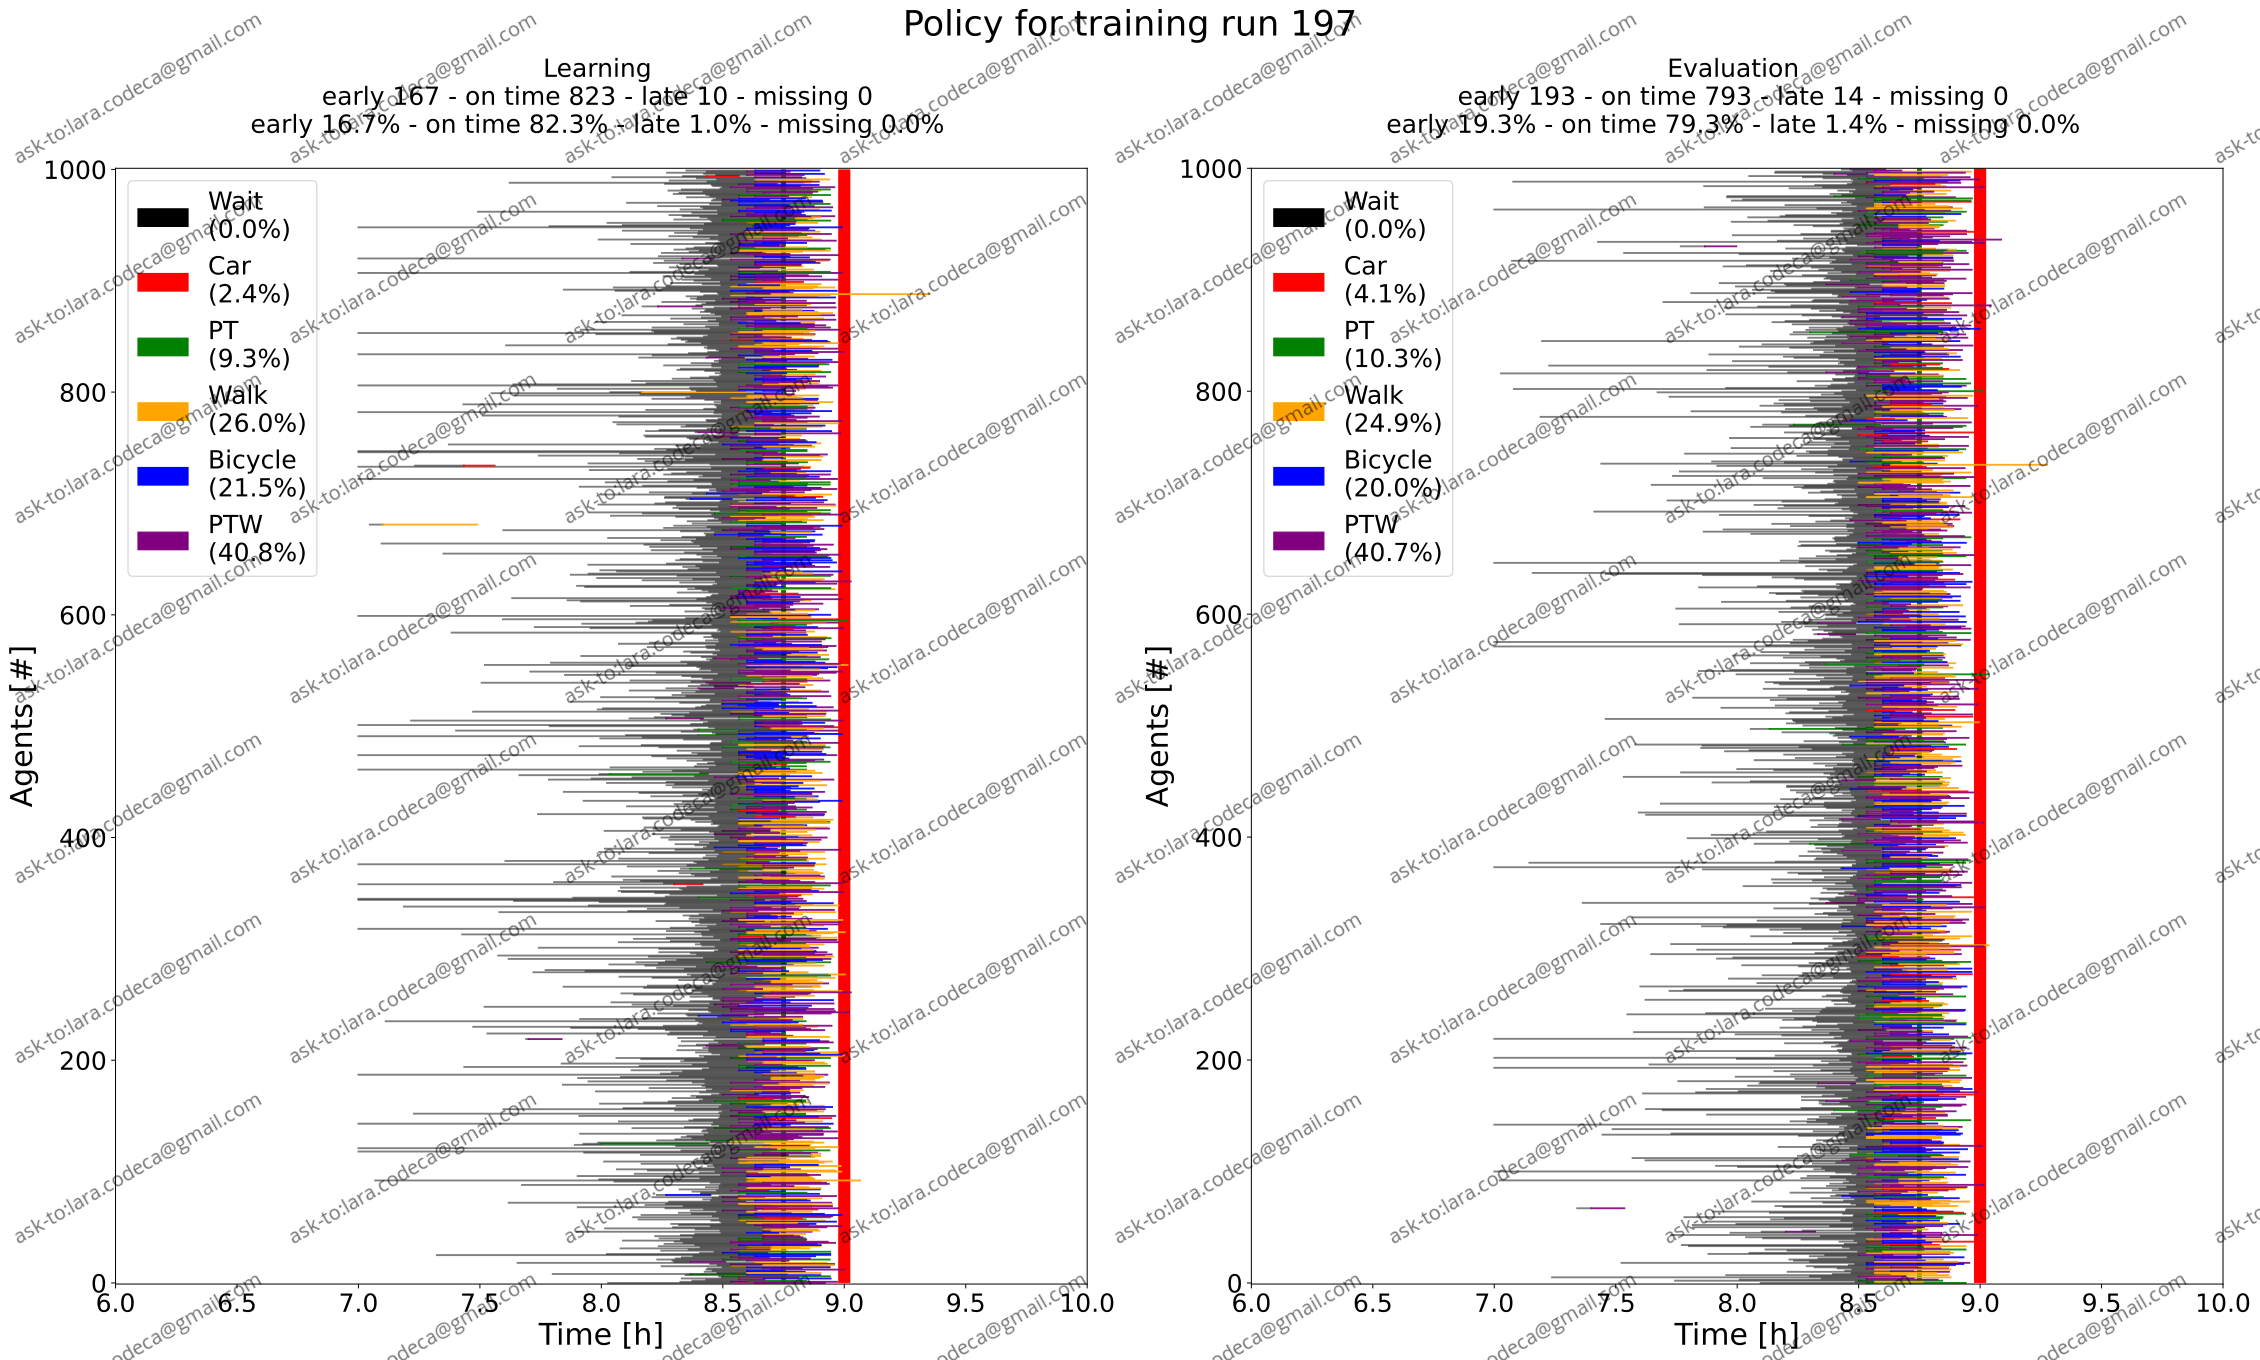 Policy for training run 197
Learning
early 167 - on time 823 - late 10 - missing 0
early 16.7% - on time 82.3% - late 1.0% - missing 0.0%
Agents [#]
1000
800
600
400
200
0
Wait
(0.0%)
Car
(2.4%)
PT
(9.3%)
Walk
(26.0%)
Bicycle
(21.5%)
PTW
(40.8%)
6.0 6.5 7.0 7.5 8.0 8.5 9.0 9.5 10.0
Time [h]
Evaluation
early 193 - on time 793 - late 14 - missing 0
early 19.3% - on time 79.3% - late 1.4% - missing 0.0%
Agents [#]
1000
800
600
400
200
0
Wait
(0.0%)
Car
(4.1%)
PT
(10.3%)
Walk
(24.9%)
Bicycle
(20.0%)
PTW
(40.7%)
6.0 6.5 7.0 7.5 8.0 8.5 9.0 9.5 10.0
Time [h]
ask-to:lara.codeca@gmail.com